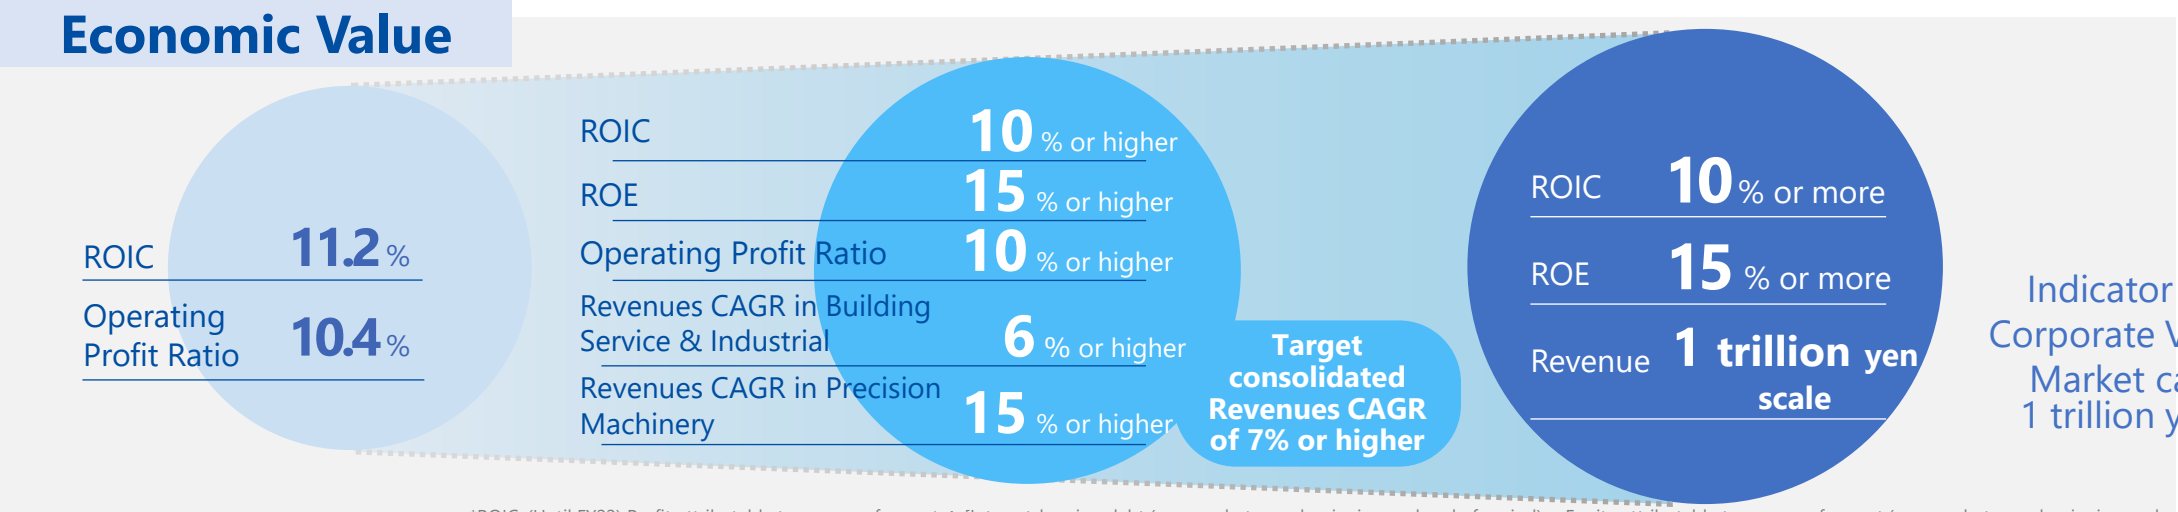 Economic Value
ROIC 11.2 %
Operating
Profit Ratio 10.4 %
ROIC 10 % or higher
ROE 15 % or higher
Operating Profit Ratio 10 % or higher
Revenues CAGR in Building
Service & Industrial 6 % or higher
Revenues CAGR in Precision
Machinery 15 % or higher
Target
consolidated
Revenues CAGR
of 7% or higher
ROIC 10 % or more
ROE 15 % or more
Revenue 1 trillion yen
scale
Indicator
Corporate
Market
1 trillion